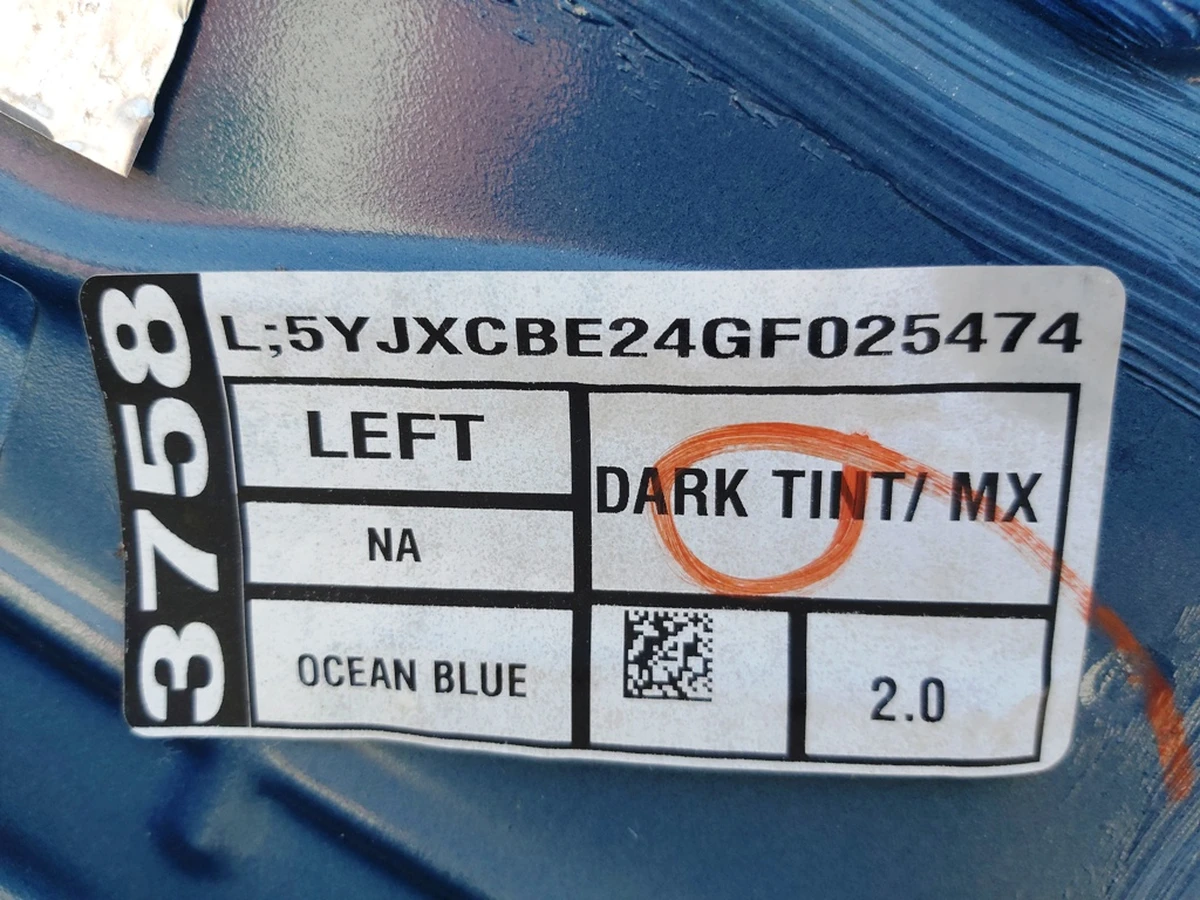 3758
L;5YJXCBE24GF025474
LEFT
DARK TINT/ MX
NA
OCEAN BLUE
2.0